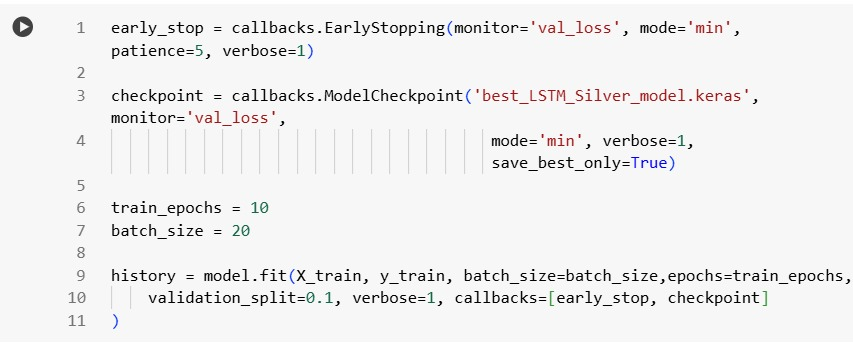 1 early_stop = callbacks.EarlyStopping(monitor='val_loss', mode='min',
patience=5, verbose=1)
2
3 checkpoint = callbacks.ModelCheckpoint('best_LSTM_Silver_model.keras',
monitor='val_loss',
4 mode='min', verbose=1,
save_best_only=True)
5
6 train_epochs = 10
7 batch_size = 20
8
9 history = model.fit(X_train, y_train, batch_size=batch_size,epochs=train_epochs,
10 validation_split=0.1, verbose=1, callbacks=[early_stop, checkpoint]
11 )